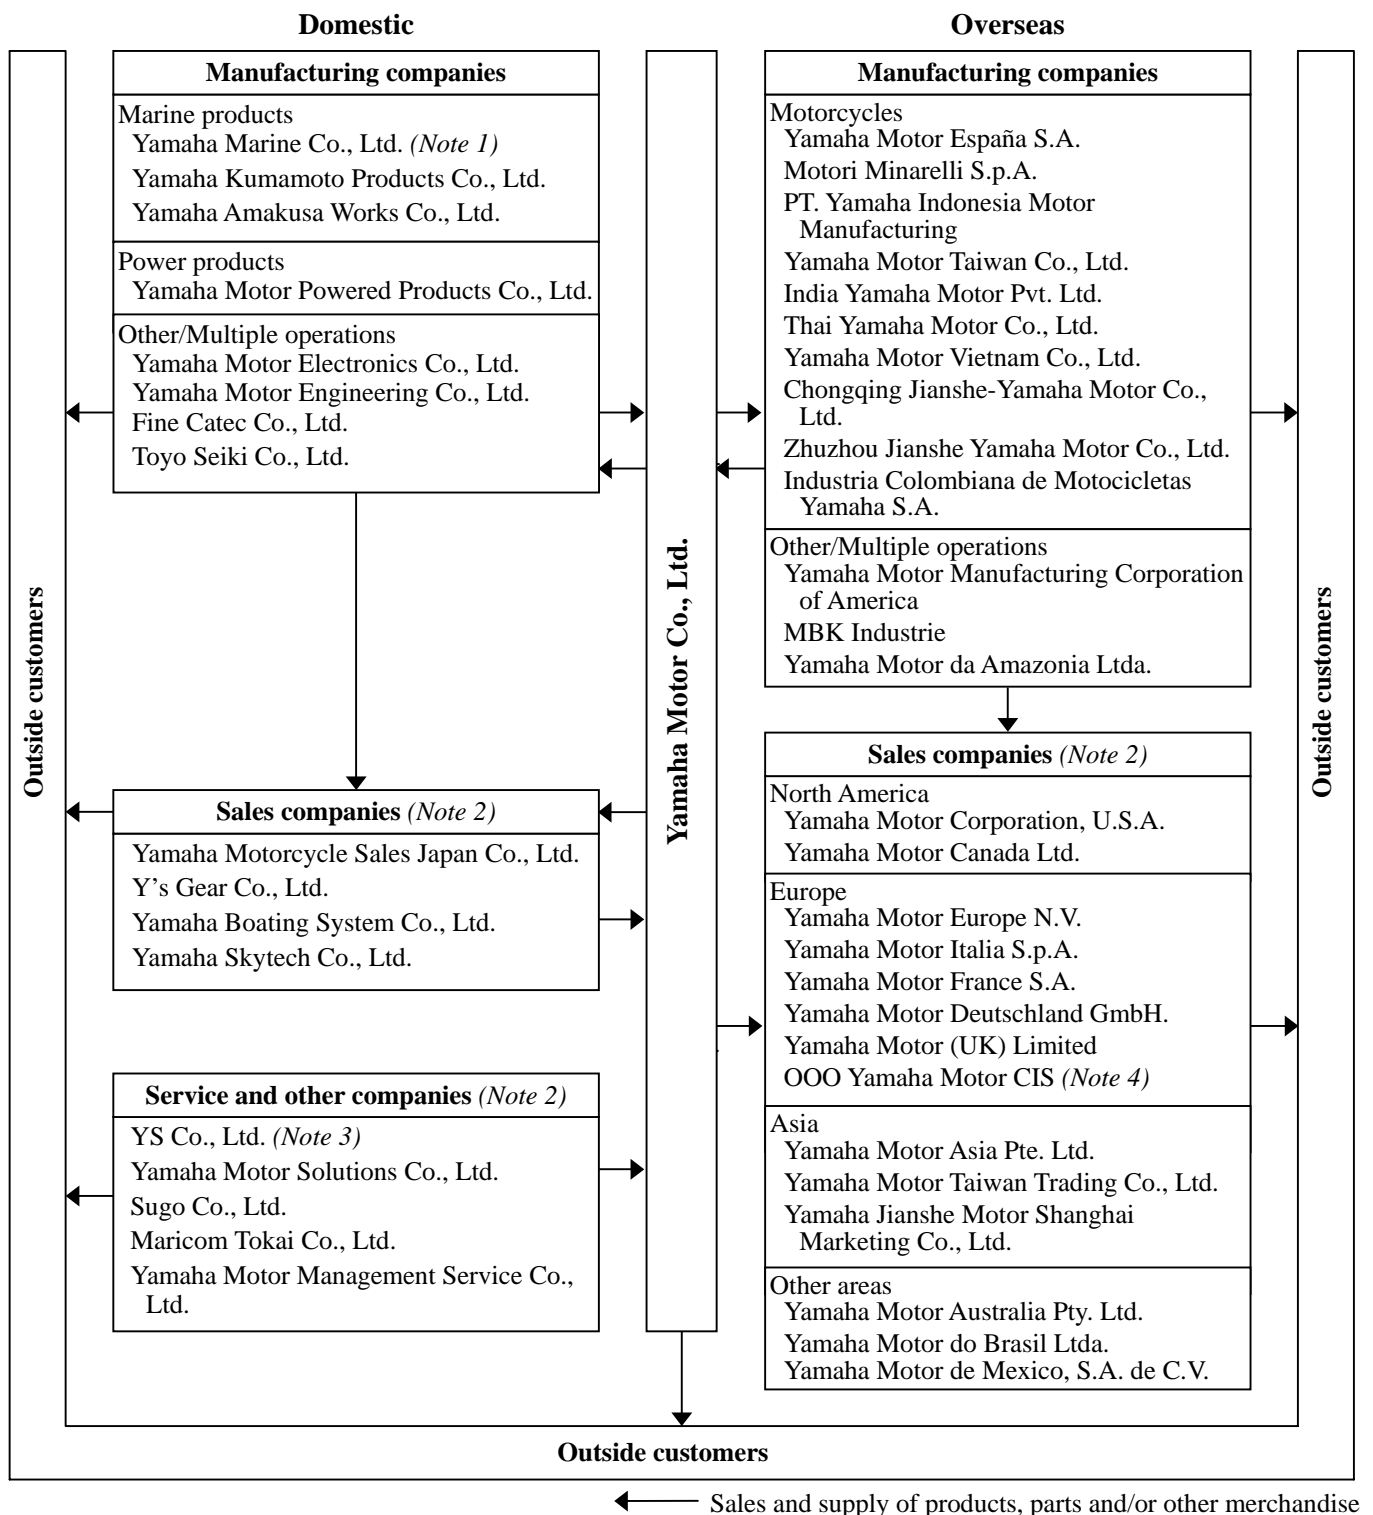 Domestic
Manufacturing companies
Marine products
Yamaha Marine Co., Ltd. (Note 1)
Yamaha Kumamoto Products Co., Ltd.
Yamaha Amakusa Works Co., Ltd.
Power products
Yamaha Motor Powered Products Co., Ltd.
Other/Multiple operations
Yamaha Motor Electronics Co., Ltd.
Yamaha Motor Engineering Co., Ltd.
Fine Catec Co., Ltd.
Toyo Seiki Co., Ltd.
Sales companies (Note 2)
Yamaha Motorcycle Sales Japan Co., Ltd.
Y’s Gear Co., Ltd.
Yamaha Boating System Co., Ltd.
Yamaha Skytech Co., Ltd.
Service and other companies (Note 2)
YS Co., Ltd. (Note 3)
Yamaha Motor Solutions Co., Ltd.
Sugo Co., Ltd.
Maricom Tokai Co., Ltd.
Yamaha Motor Management Service Co.,
Ltd.
Outside customers
Yamaha Motor Co., Ltd.
Overseas
Manufacturing companies
Motorcycles
Yamaha Motor España S.A.
Motori Minarelli S.p.A.
PT. Yamaha Indonesia Motor
Manufacturing
Yamaha Motor Taiwan Co., Ltd.
India Yamaha Motor Pvt. Ltd.
Thai Yamaha Motor Co., Ltd.
Yamaha Motor Vietnam Co., Ltd.
Chongqing Jianshe-Yamaha Motor Co.,
Ltd.
Zhuzhou Jianshe Yamaha Motor Co., Ltd.
Industria Colombiana de Motocicletas
Yamaha S.A.
Other/Multiple operations
Yamaha Motor Manufacturing Corporation
of America
MBK Industrie
Yamaha Motor da Amazonia Ltda.
Sales companies (Note 2)
North America
Yamaha Motor Corporation, U.S.A.
Yamaha Motor Canada Ltd.
Europe
Yamaha Motor Europe N.V.
Yamaha Motor Italia S.p.A.
Yamaha Motor France S.A.
Yamaha Motor Deutschland GmbH.
Yamaha Motor (UK) Limited
OOO Yamaha Motor CIS (Note 4)
Asia
Yamaha Motor Asia Pte. Ltd.
Yamaha Motor Taiwan Trading Co., Ltd.
Yamaha Jianshe Motor Shanghai
Marketing Co., Ltd.
Other areas
Yamaha Motor Australia Pty. Ltd.
Yamaha Motor do Brasil Ltda.
Yamaha Motor de Mexico, S.A. de C.V.
Outside customers
Outside customers
Sales and supply of products, parts and/or other merchandise